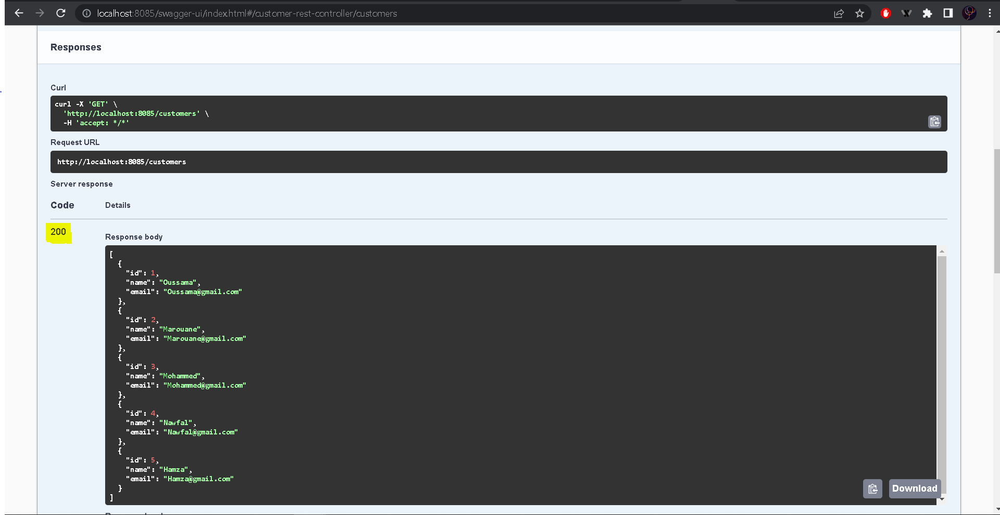 localhost:8085/swagger-ui/index.html#/customer-rest-controller/customers
Responses
Curl
curl -X 'GET' \
  'http://localhost:8085/customers' \
  -H 'accept: */*'
Request URL
http://localhost:8085/customers
Server response
Code Details
200
Response body
[
  {
    "id": 1,
    "name": "Oussama",
    "email": "Oussama@gmail.com"
  },
  {
    "id": 2,
    "name": "Marouane",
    "email": "Marouane@gmail.com"
  },
  {
    "id": 3,
    "name": "Mohammed",
    "email": "Mohammed@gmail.com"
  },
  {
    "id": 4,
    "name": "Nawfal",
    "email": "Nawfal@gmail.com"
  },
  {
    "id": 5,
    "name": "Hamza",
    "email": "Hamza@gmail.com"
  }
]
Download